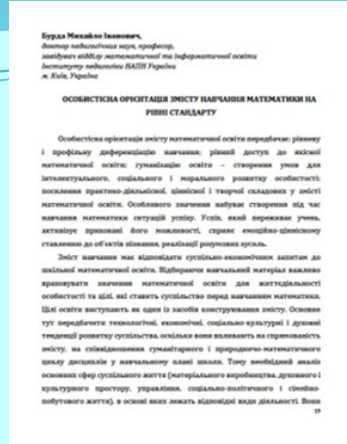 Бурда Михайло Іванович,
доктор педагогічних наук, професор,
завідувач відділу математичної та інформатичної освіти
Інституту педагогіки НАПН України
м. Київ, Україна
ОСОБИСТІСНА ОРІЄНТАЦІЯ ЗМІСТУ НАВЧАННЯ МАТЕМАТИКИ НА
РІВНІ СТАНДАРТУ
Особистісна орієнтація змісту математичної освіти передбачає: рівневу
і профільну диференціацію навчання; рівний доступ до якісної
математичної освіти; гуманізацію освіти – створення умов для
інтелектуального, соціального і морального розвитку особистості;
посилення практико-діяльнісної, ціннісної і творчої складових у змісті
математичної освіти. Особливого значення набуває створення під час
навчання математики ситуацій успіху. Успіх, який переживає учень,
активізує приховані його можливості, сприяє емоційно-ціннісному
ставленню до об'єктів пізнання, реалізації розумових зусиль.
Зміст навчання має відповідати суспільно-економічним запитам до
шкільної математичної освіти. Відбираючи навчальний матеріал важливо
враховувати значення математичної освіти для життєдіяльності
особистості та цілі, які ставить суспільство перед навчанням математики.
Цілі освіти виступають як один із засобів конструювання змісту. Основне
тут передбачити технологічні, економічні, соціально-культурні і духовні
тенденції розвитку суспільства, оскільки вони впливають на спрямованість
змісту, на співвідношення гуманітарного і природничо-математичного
циклу дисциплін у навчальному плані школи. Тому необхідний аналіз
основних сфер суспільного життя (матеріального виробництва, духовного і
культурного простору, управління, соціально-політичного і сімейно-
побутового життя), в основі яких лежать відповідні види діяльності. Вони
19